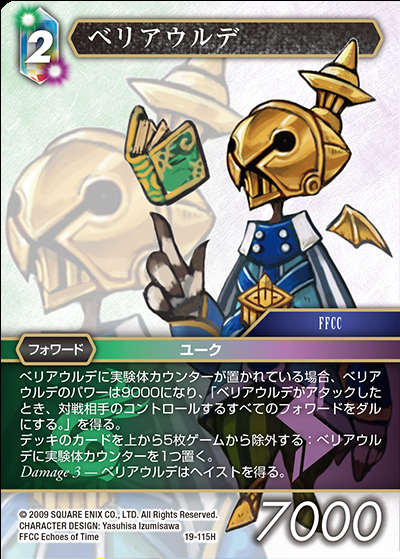 2
ベリアウルデ
FFCC
フォワード
ユーク
ベリアウルデに実験体カウンターが置かれている場合、ベリア
ウルデのパワーは9000になり、「ベリアウルデがアタックした
とき、対戦相手のコントロールするすべてのフォワードをダル
にする。」を得る。
デッキのカードを上から5枚ゲームから除外する：ベリアウル
デに実験体カウンターを1つ置く。
Damage 3 — ベリアウルデはヘイストを得る。
© 2009 SQUARE ENIX CO., LTD. All Rights Reserved.
CHARACTER DESIGN: Yasuhisa Izumisawa
FFCC Echoes of Time
19-115H
7000